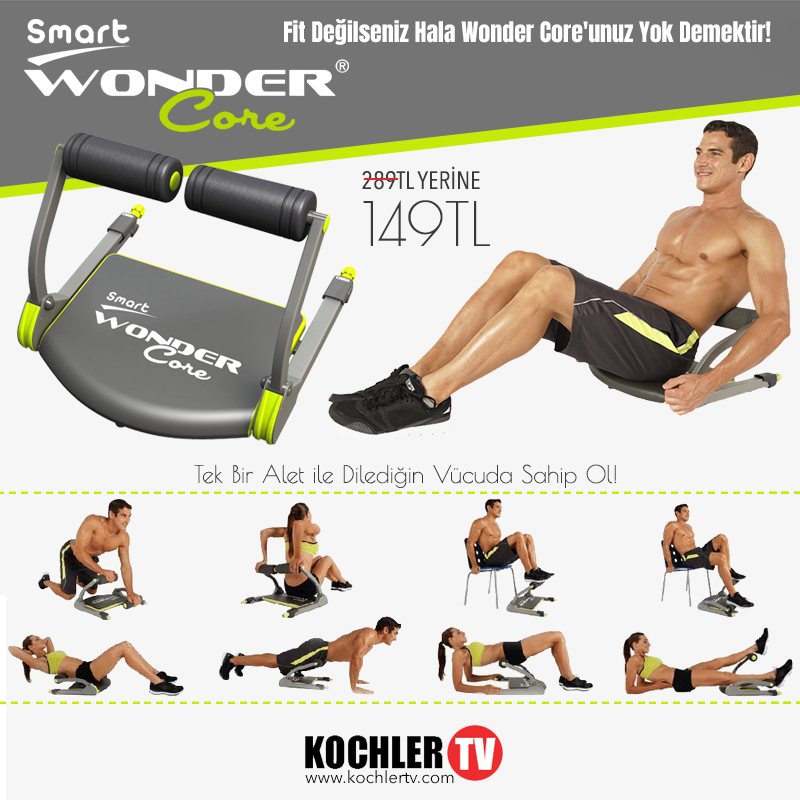 Smart
Fit Değilseniz Hala Wonder Core'unuz Yok Demektir!
WONDER®
Core
289TL YERİNE
149TL
Smart
WONDER
Core
Tek Bir Alet ile Dilediğin Vücuda Sahip Ol!
KOCHLER TV
www.kochlertv.com